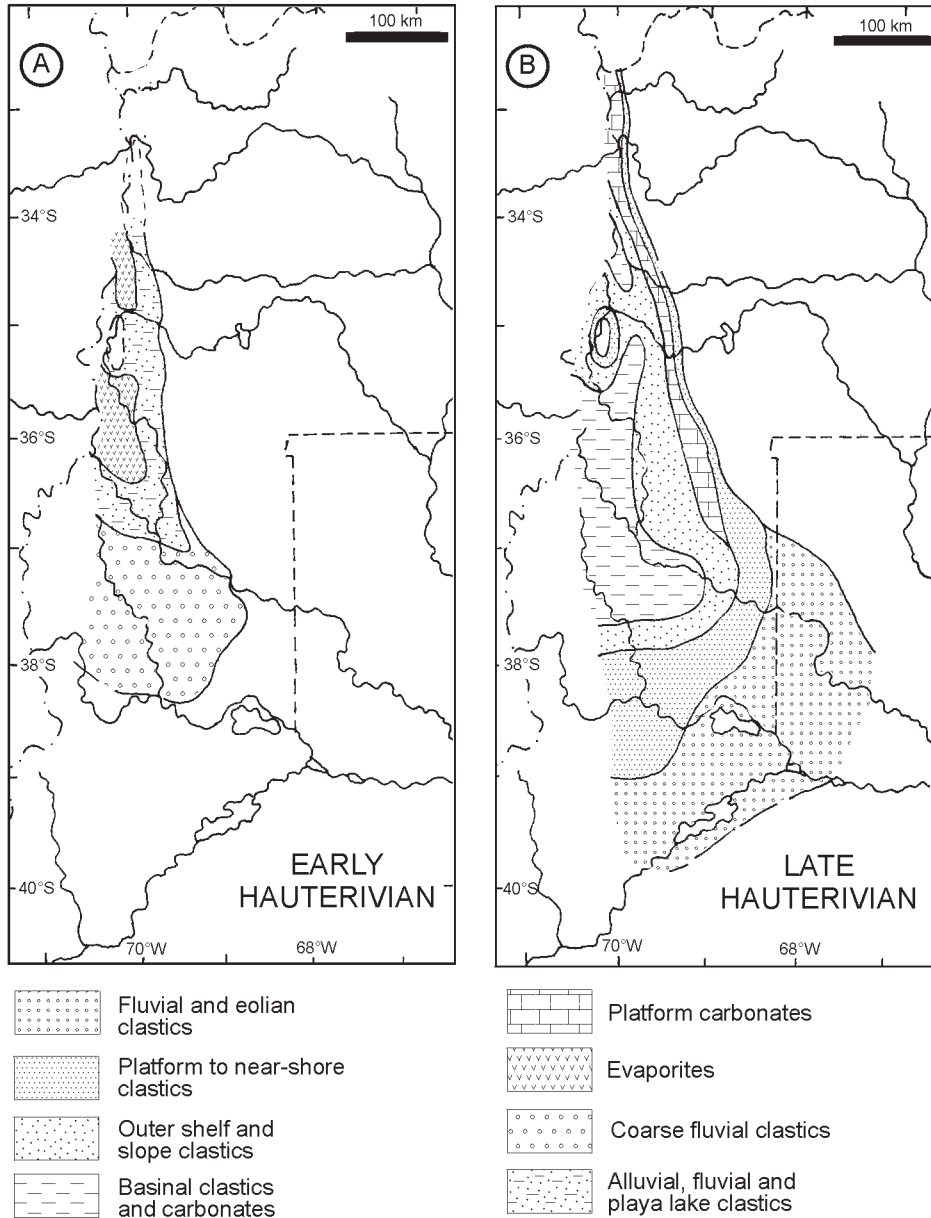 A
100 km
34°S
36°S
38°S
40°S
EARLY
HAUTERIVIAN
70°W
68°W
B
100 km
34°S
36°S
38°S
40°S
LATE
HAUTERIVIAN
70°W
68°W
Fluvial and eolian
clastics
Platform to near-shore
clastics
Outer shelf and
slope clastics
Basinal clastics
and carbonates
Platform carbonates
Evaporites
Coarse fluvial clastics
Alluvial, fluvial and
playa lake clastics